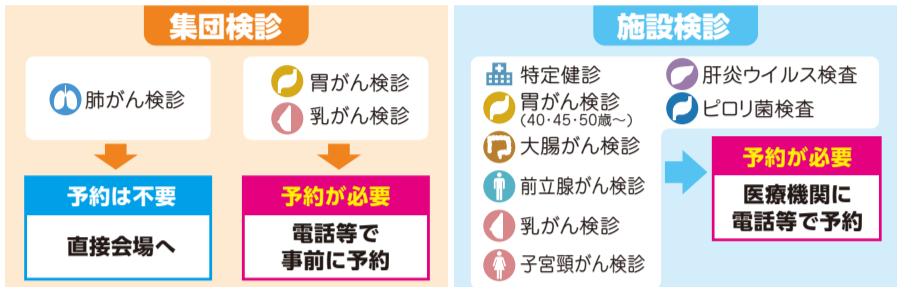 集団検診
肺がん検診
予約は不要
直接会場へ
胃がん検診
乳がん検診
予約が必要
電話等で
事前に予約
施設検診
特定健診
胃がん検診
(40・45・50歳～)
大腸がん検診
前立腺がん検診
乳がん検診
子宮頸がん検診
肝炎ウイルス検査
ピロリ菌検査
予約が必要
医療機関に
電話等で予約